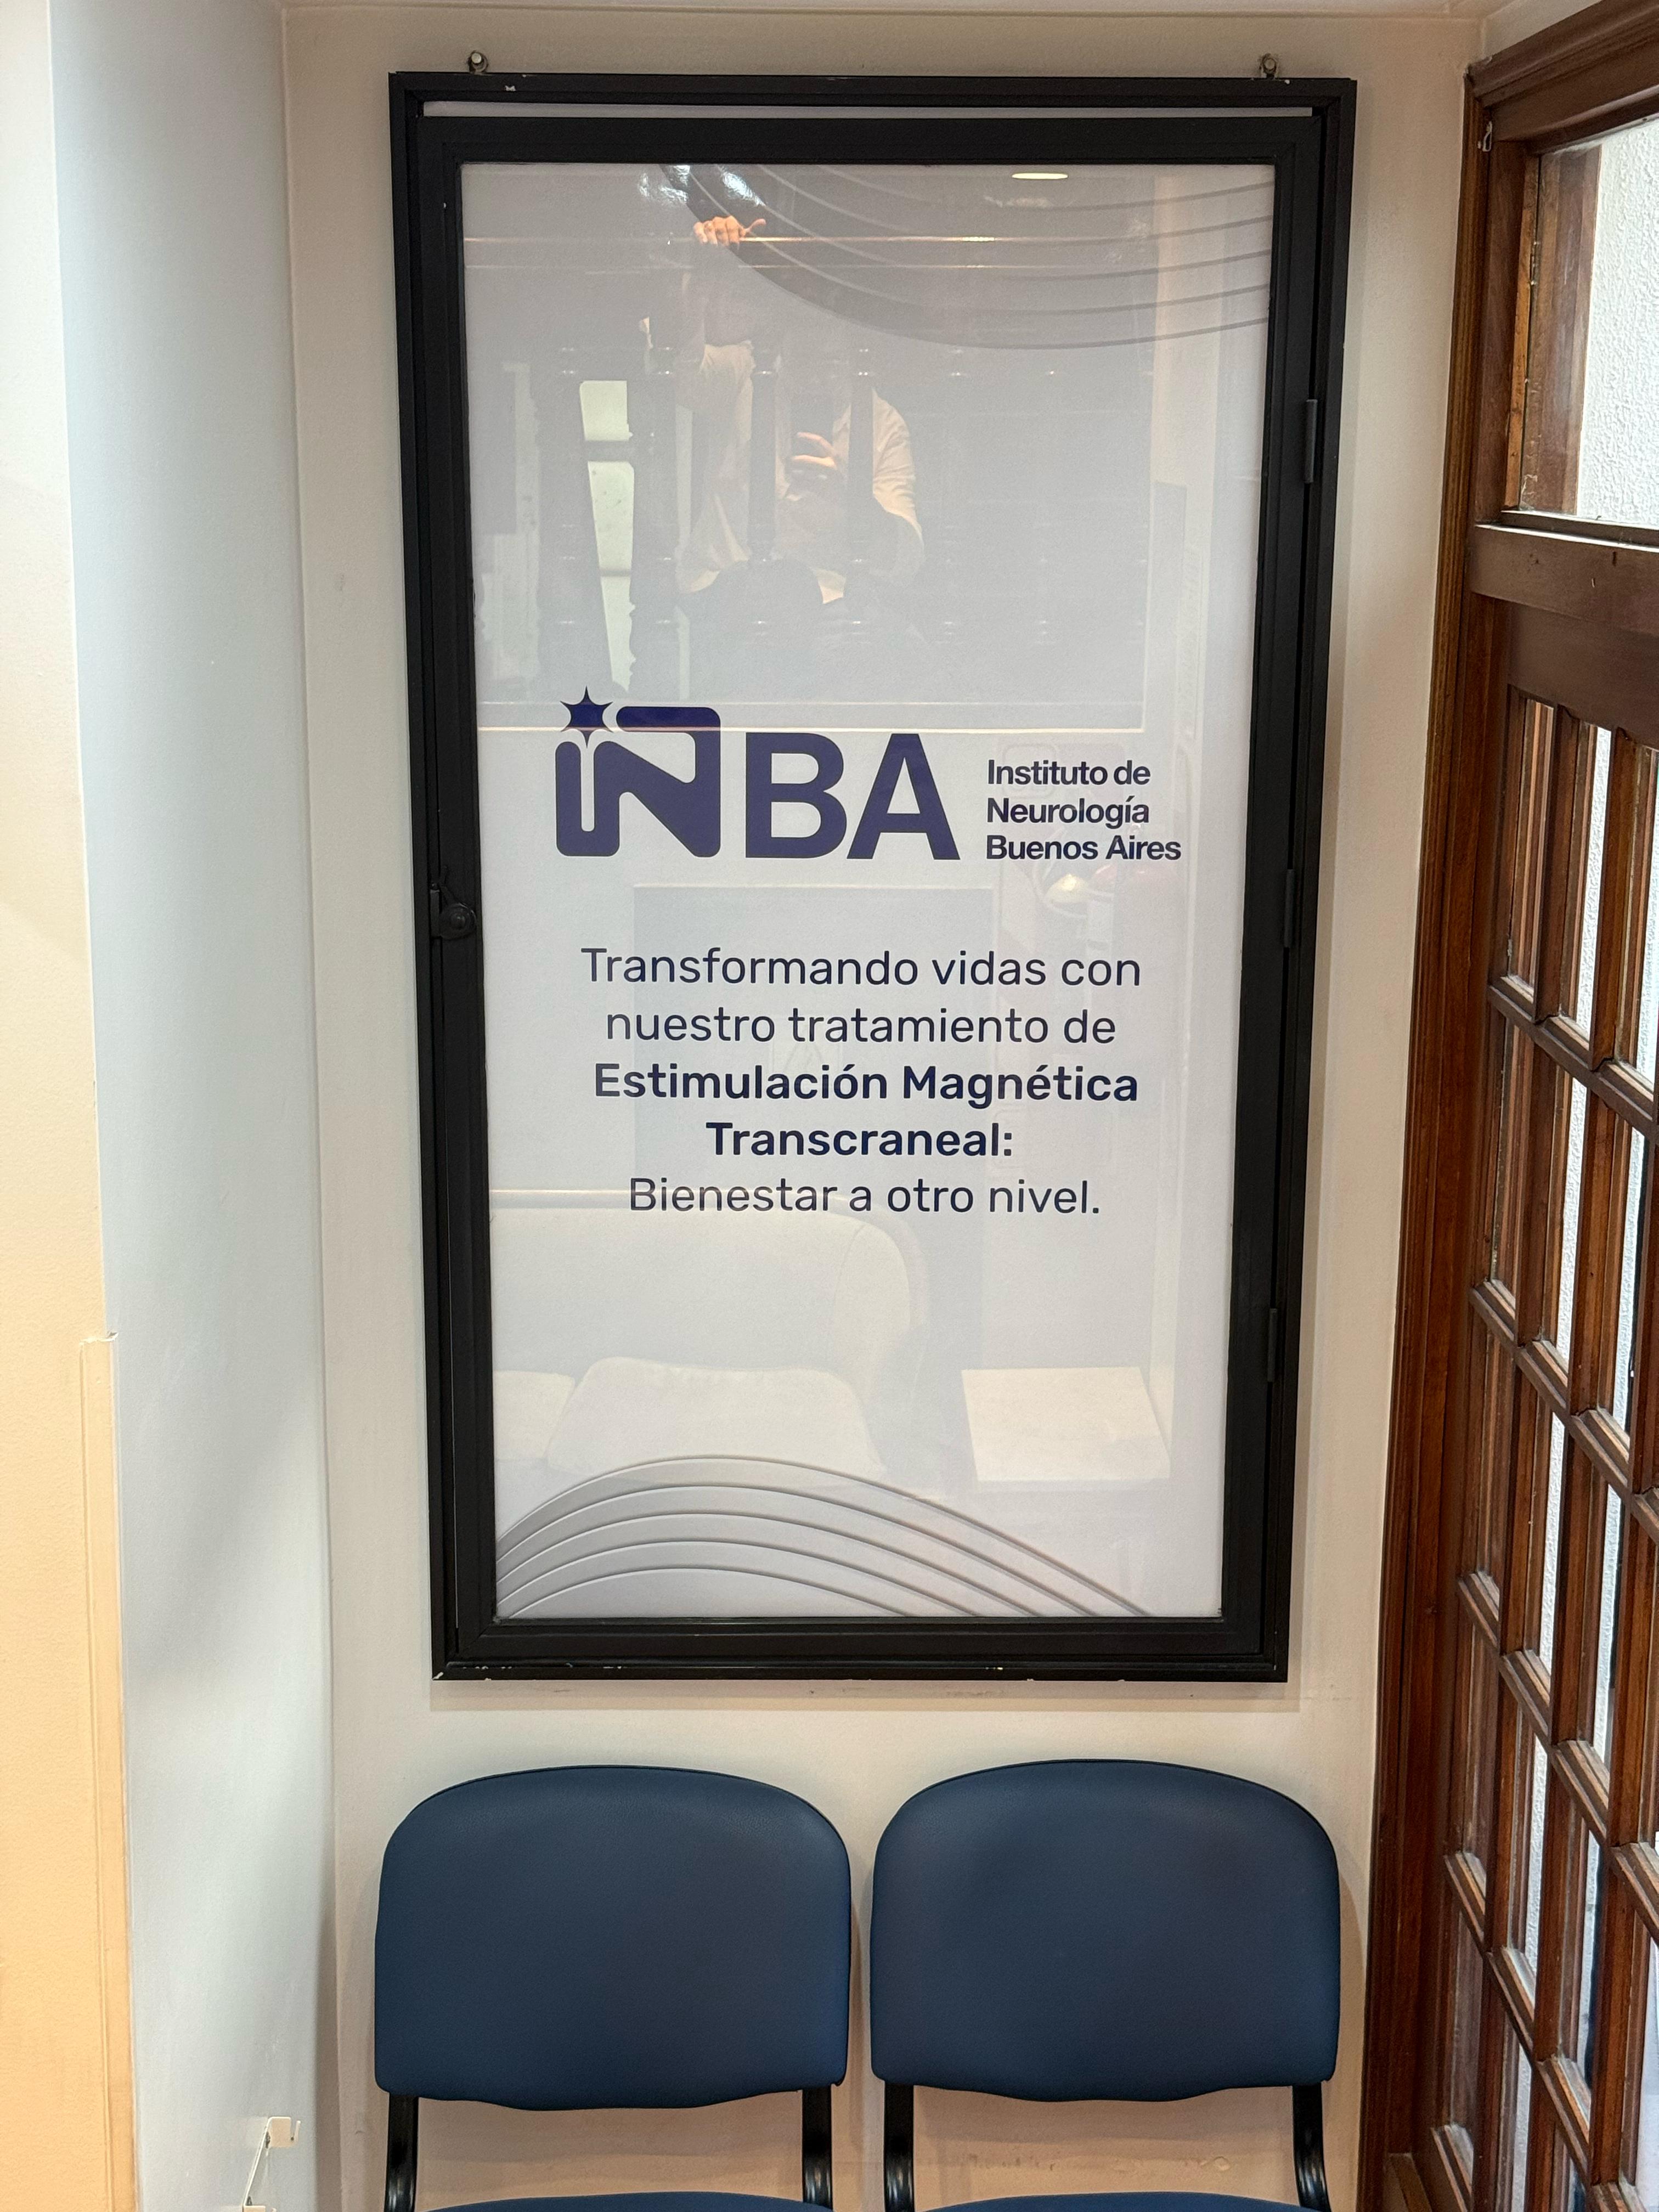 INBA
Instituto de
Neurología
Buenos Aires
Transformando vidas con
nuestro tratamiento de
Estimulación Magnética
Transcraneal:
Bienestar a otro nivel.